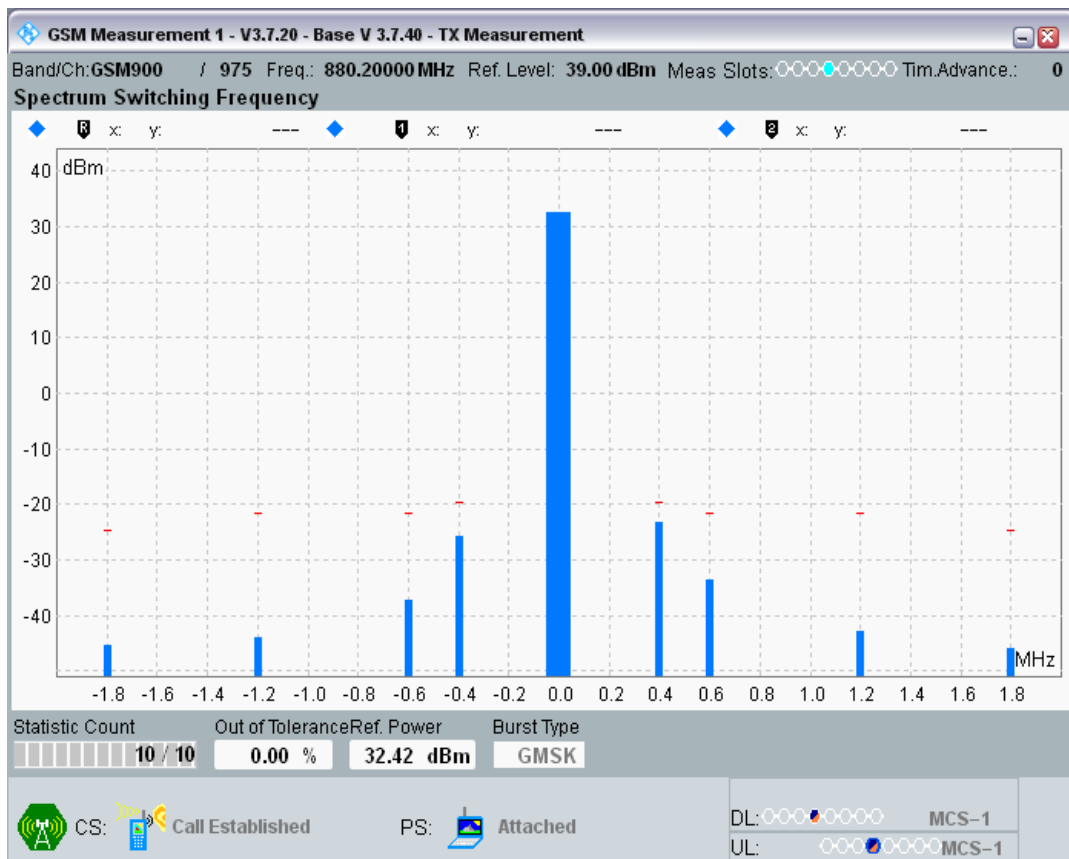 GSM Measurement 1 - V3.7.20 - Base V 3.7.40 - TX Measurement
Band/Ch:GSM900 / 975 Freq.: 880.20000 MHz Ref. Level: 39.00 dBm Meas Slots: Tim.Advance.: 0
Spectrum Switching Frequency
R x: y: --- 1 x: y: --- 2 x: y: ---
dBm
40
30
20
10
0
-10
-20
-30
-40
MHz
-1.8 -1.6 -1.4 -1.2 -1.0 -0.8 -0.6 -0.4 -0.2 0.0 0.2 0.4 0.6 0.8 1.0 1.2 1.4 1.6 1.8
Statistic Count Out of Tolerance Ref. Power Burst Type
10 / 10 0.00 % 32.42 dBm GMSK
CS: Call Established PS: Attached
DL: MCS-1
UL: MCS-1